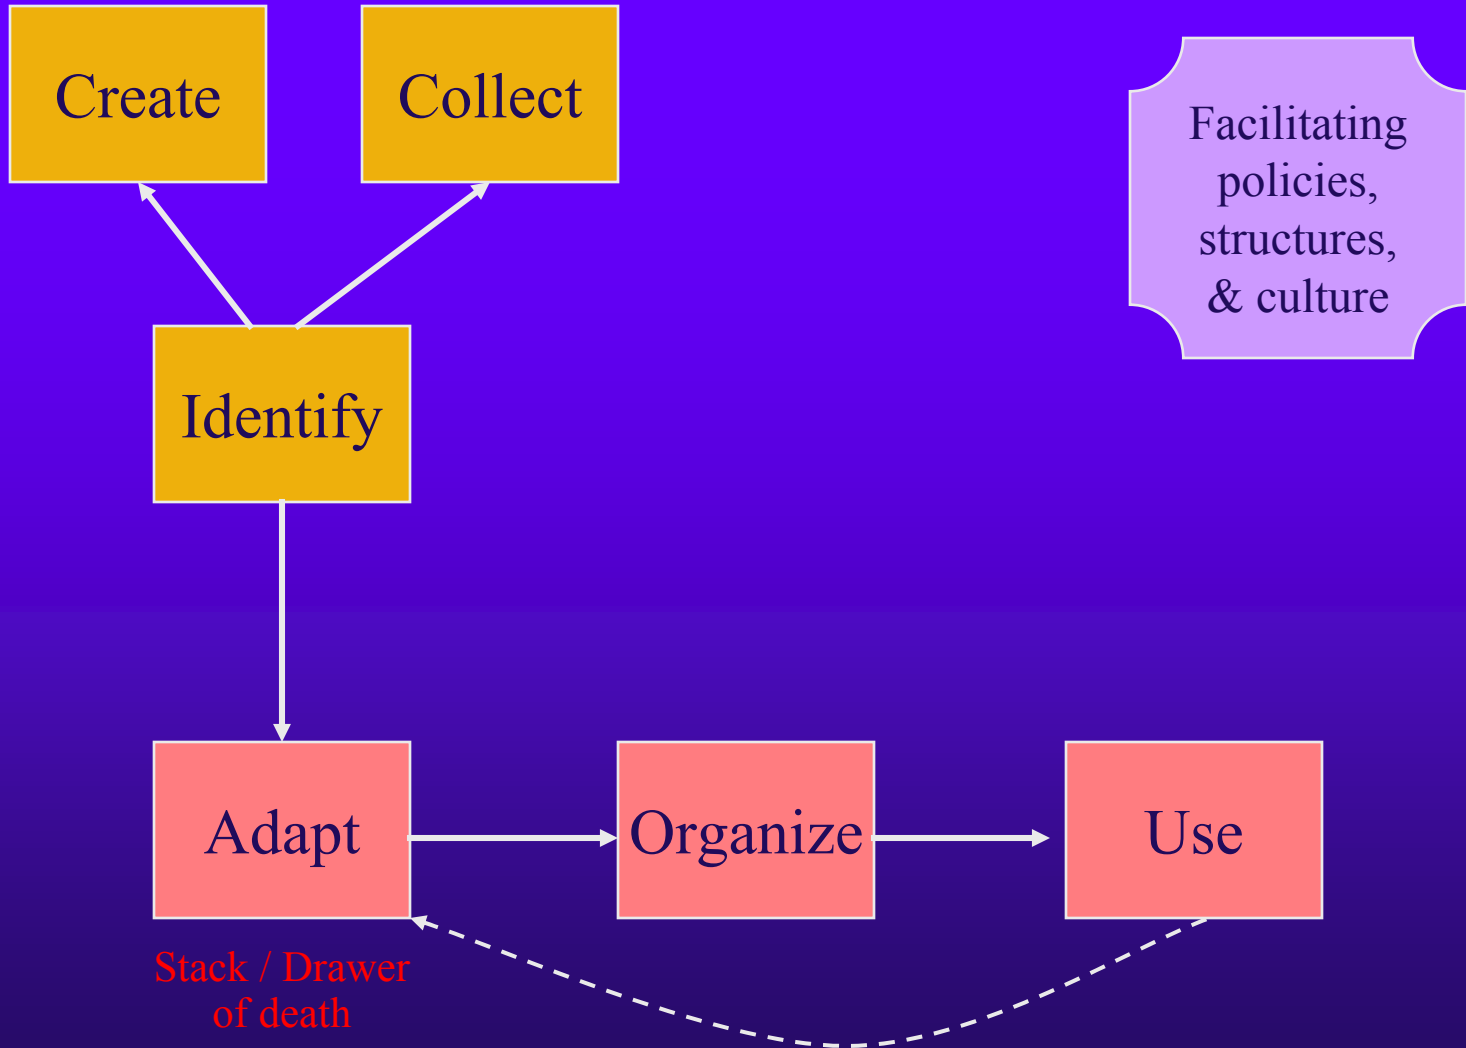 Create
Collect
Facilitating
policies,
structures,
& culture
Identify
Adapt
Organize
Use
Stack / Drawer
of death